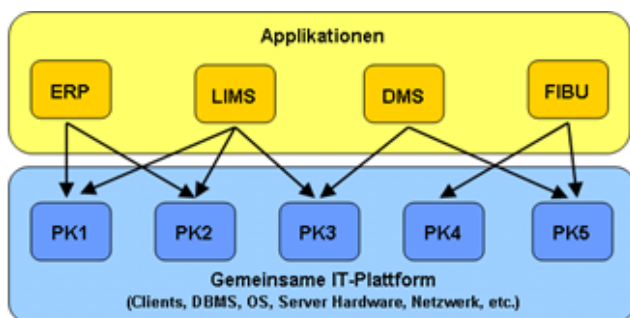 Applikationen
ERP LIMS DMS FIBU
PK1 PK2 PK3 PK4 PK5
Gemeinsame IT-Plattform
(Clients, DBMS, OS, Server Hardware, Netzwerk, etc.)